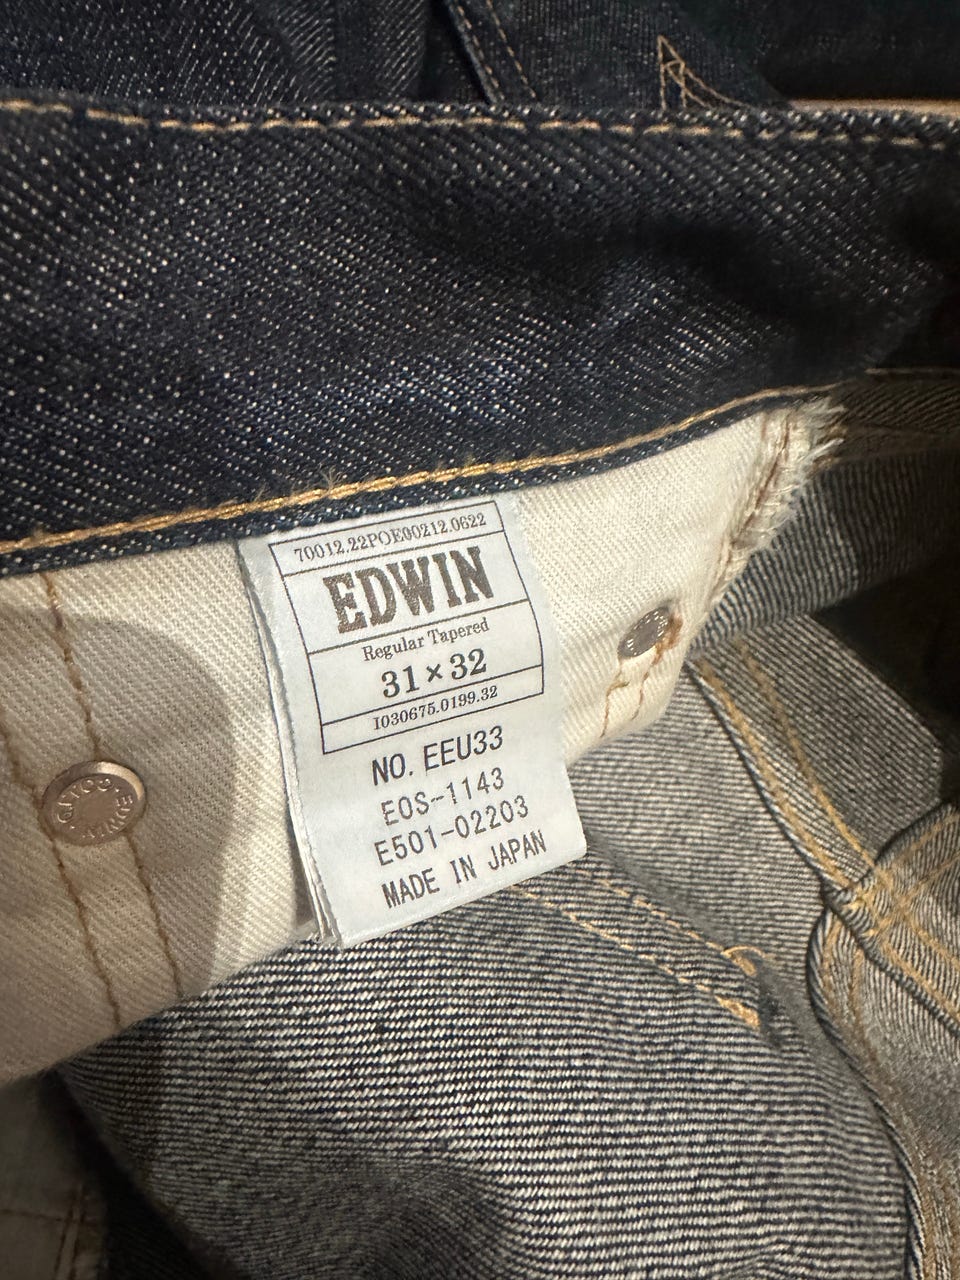 70012.22POE00212.0622
EDWIN
Regular Tapered
31×32
I030675.0199.32
NO. EEU33
EOS-1143
E501-02203
MADE IN JAPAN